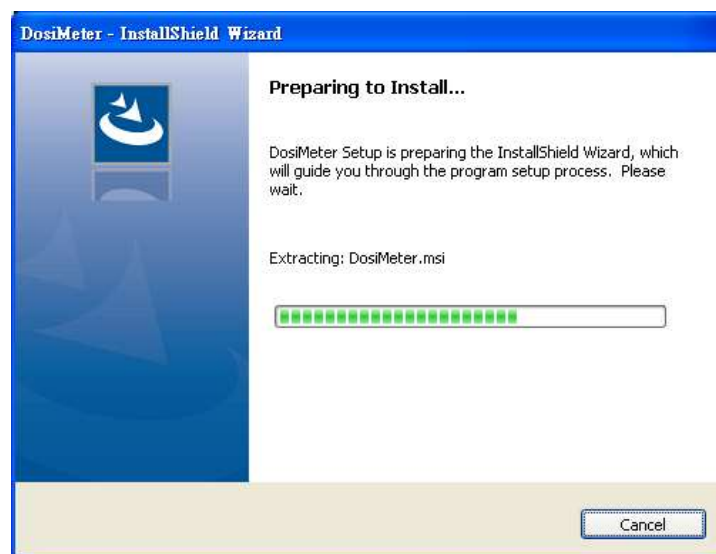 DosiMeter - InstallShield Wizard
Preparing to Install...
DosiMeter Setup is preparing the InstallShield Wizard, which
will guide you through the program setup process.  Please
wait.
Extracting: DosiMeter.msi
Cancel